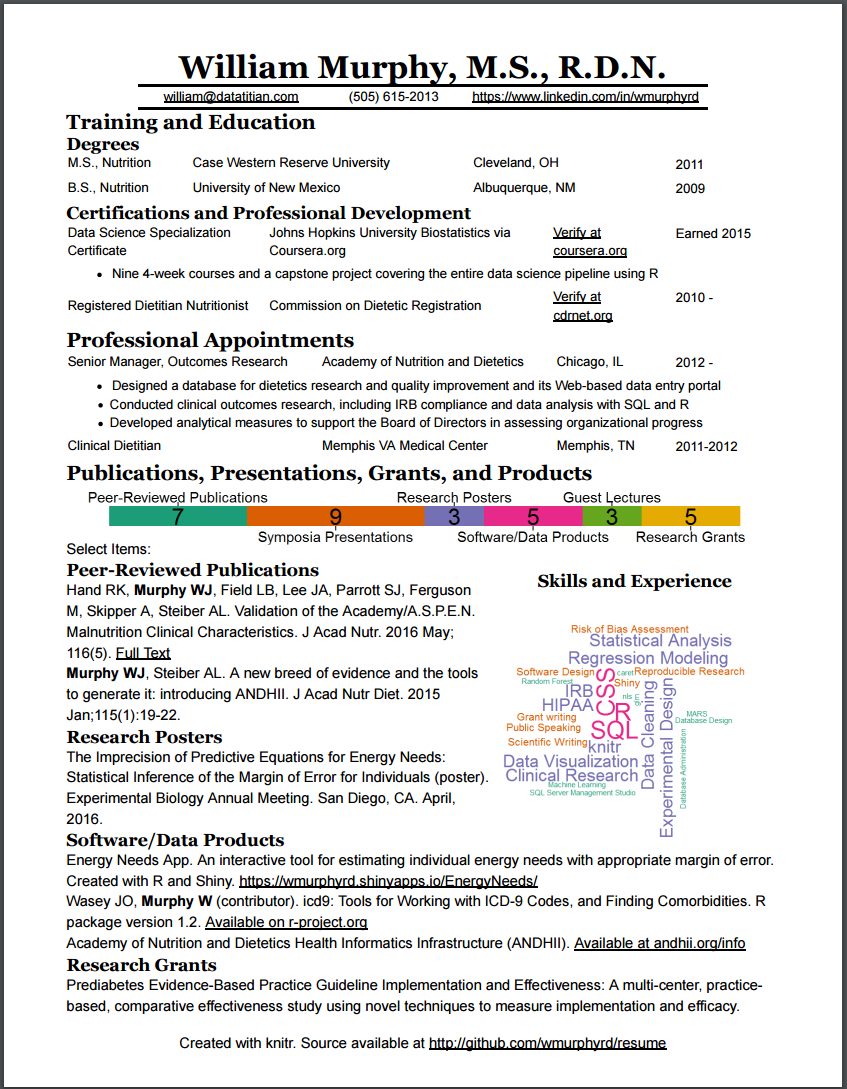 William Murphy, M.S., R.D.N.
william@datatitian.com (505) 615-2013 https://www.linkedin.com/in/wmurphyrd
Training and Education
Degrees
M.S., Nutrition Case Western Reserve University Cleveland, OH 2011
B.S., Nutrition University of New Mexico Albuquerque, NM 2009
Certifications and Professional Development
Data Science Specialization Johns Hopkins University Biostatistics via Verify at Earned 2015
Certificate Coursera.org coursera.org
• Nine 4-week courses and a capstone project covering the entire data science pipeline using R
Registered Dietitian Nutritionist Commission on Dietetic Registration Verify at 2010 -
cdrnet.org
Professional Appointments
Senior Manager, Outcomes Research Academy of Nutrition and Dietetics Chicago, IL 2012 -
• Designed a database for dietetics research and quality improvement and its Web-based data entry portal
• Conducted clinical outcomes research, including IRB compliance and data analysis with SQL and R
• Developed analytical measures to support the Board of Directors in assessing organizational progress
Clinical Dietitian Memphis VA Medical Center Memphis, TN 2011-2012
Publications, Presentations, Grants, and Products
Peer-Reviewed Publications Research Posters Guest Lectures
7 9 3 5 3 5
Symposia Presentations Software/Data Products Research Grants
Select Items:
Peer-Reviewed Publications
Hand RK, Murphy WJ, Field LB, Lee JA, Parrott SJ, Ferguson
M, Skipper A, Steiber AL. Validation of the Academy/A.S.P.E.N.
Malnutrition Clinical Characteristics. J Acad Nutr. 2016 May;
116(5). Full Text
Murphy WJ, Steiber AL. A new breed of evidence and the tools
to generate it: introducing ANDHII. J Acad Nutr Diet. 2015
Jan;115(1):19-22.
Research Posters
The Imprecision of Predictive Equations for Energy Needs:
Statistical Inference of the Margin of Error for Individuals (poster).
Experimental Biology Annual Meeting. San Diego, CA. April,
2016.
Skills and Experience
Risk of Bias Assessment
Statistical Analysis
Regression Modeling
Software Design
caret
Reproducible Research
Random Forest
Shiny
IRB
CSS
nls
HIPAA
R
Grant writing
Public Speaking
SQL
Scientific Writing
knitr
Data Cleaning
Experimental Design
MARS
Database Design
Database Administration
Data Visualization
Clinical Research
Machine Learning
SQL Server Management Studio
Software/Data Products
Energy Needs App. An interactive tool for estimating individual energy needs with appropriate margin of error.
Created with R and Shiny. https://wmurphyrd.shinyapps.io/EnergyNeeds/
Wasey JO, Murphy W (contributor). icd9: Tools for Working with ICD-9 Codes, and Finding Comorbidities. R
package version 1.2. Available on r-project.org
Academy of Nutrition and Dietetics Health Informatics Infrastructure (ANDHII). Available at andhii.org/info
Research Grants
Prediabetes Evidence-Based Practice Guideline Implementation and Effectiveness: A multi-center, practice-
based, comparative effectiveness study using novel techniques to measure implementation and efficacy.
Created with knitr. Source available at http://github.com/wmurphyrd/resume